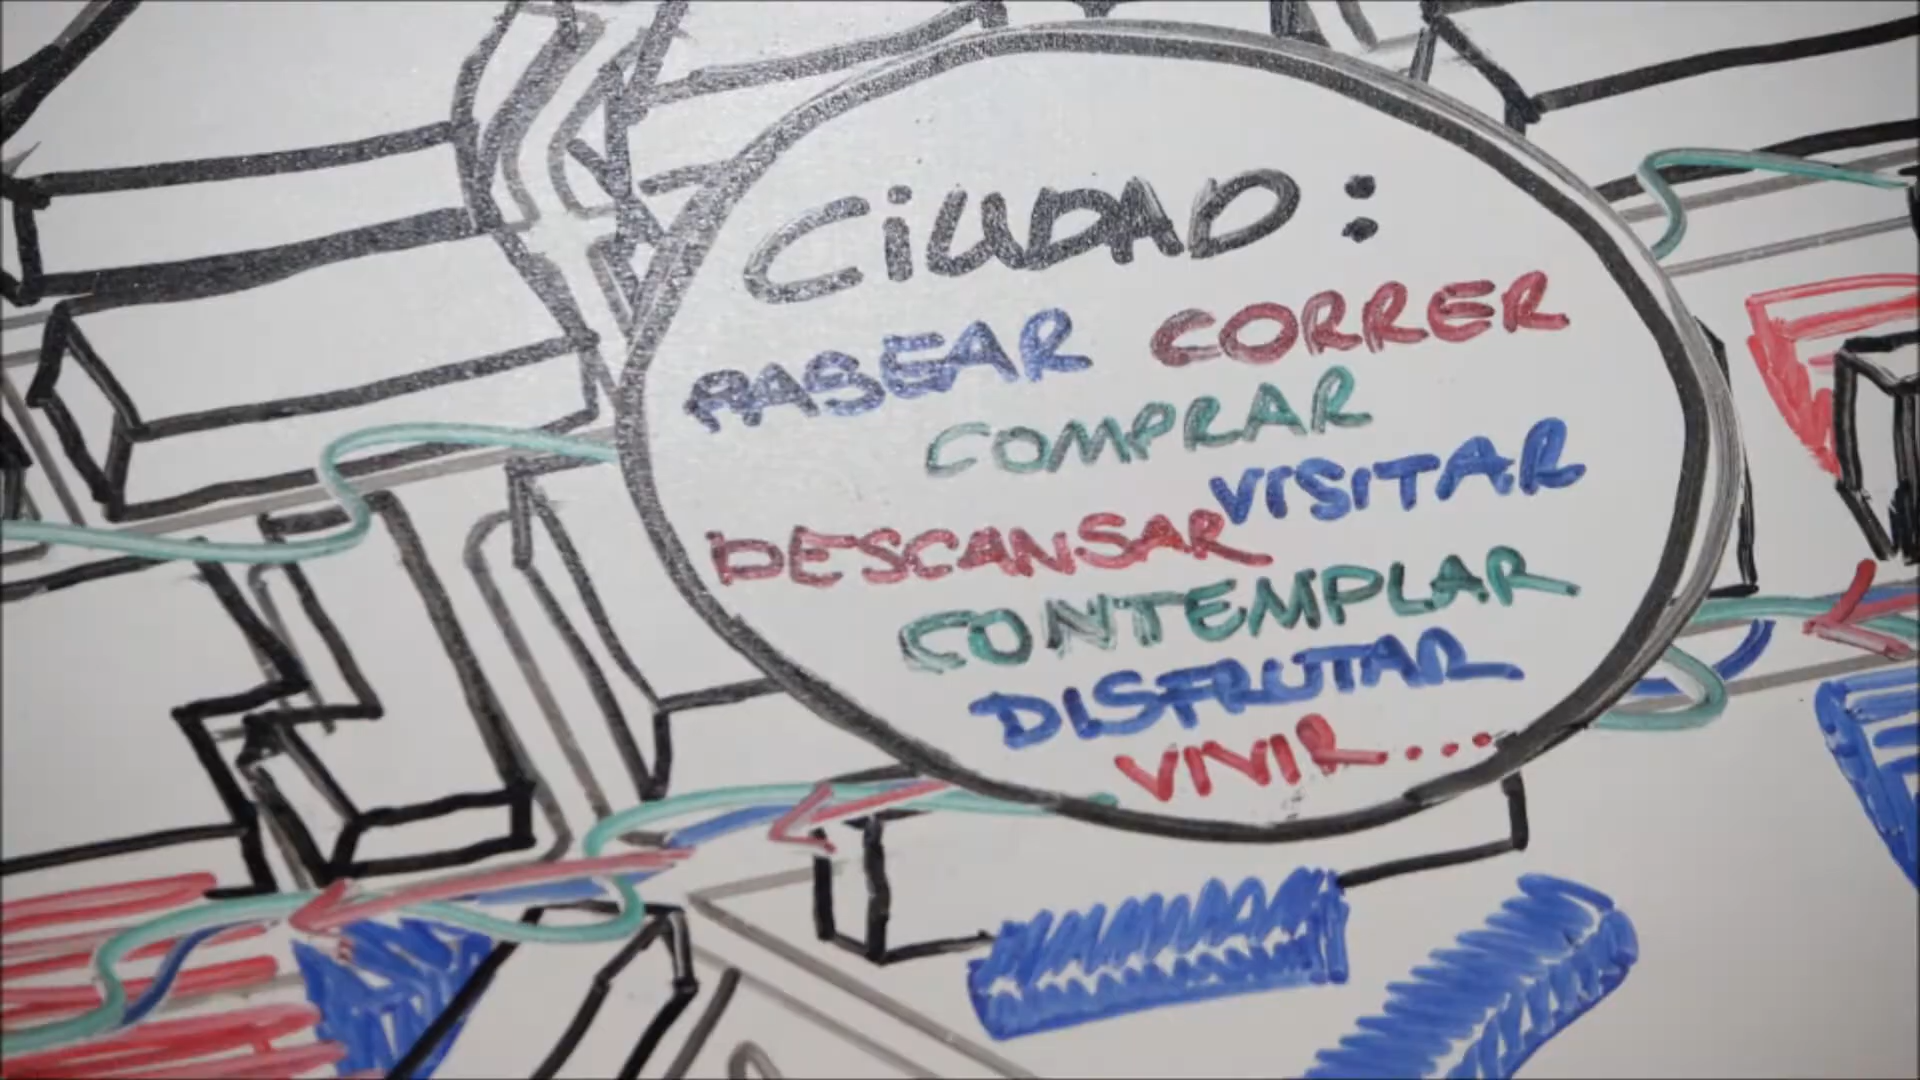 CiUDAD:
PASEAR CORRER
COMPRAR
VISITAR
DESCANSAR
CONTEMPLAR
DISFRUTAR
VIVIR....